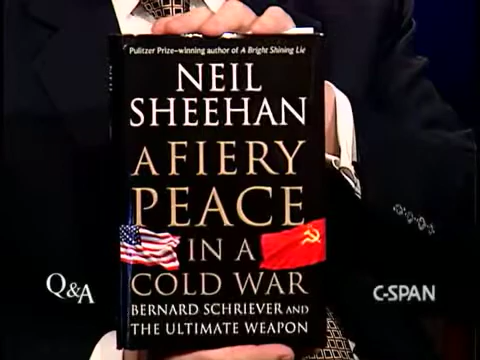 Pulitzer Prize–winning author of A Bright Shining Lie
NEIL
SHEEHAN
A FIERY
PEACE
IN A
COLD WAR
BERNARD SCHRIEVER AND
THE ULTIMATE WEAPON
Q&A
C-SPAN